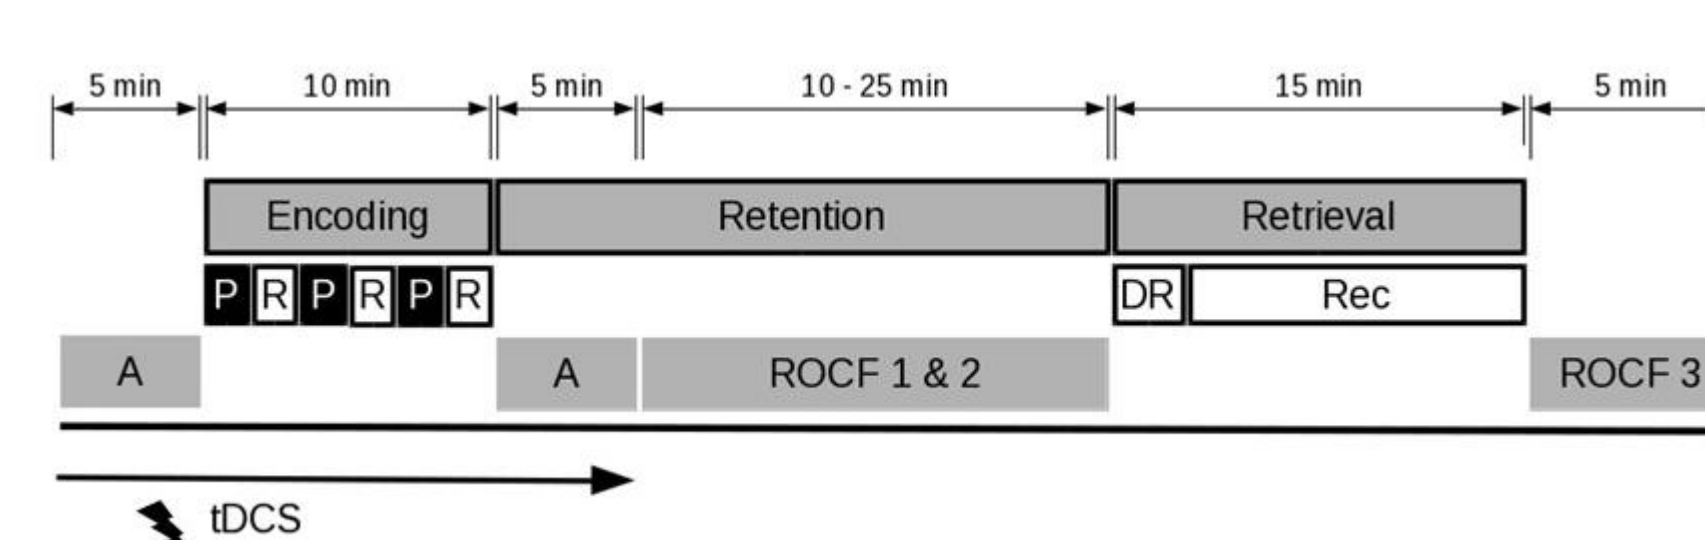 5 min 10 min 5 min 10 - 25 min 15 min 5 min
Encoding Retention Retrieval
P R P R P R DR Rec
A A ROCF 1 & 2 ROCF 3
tDCS